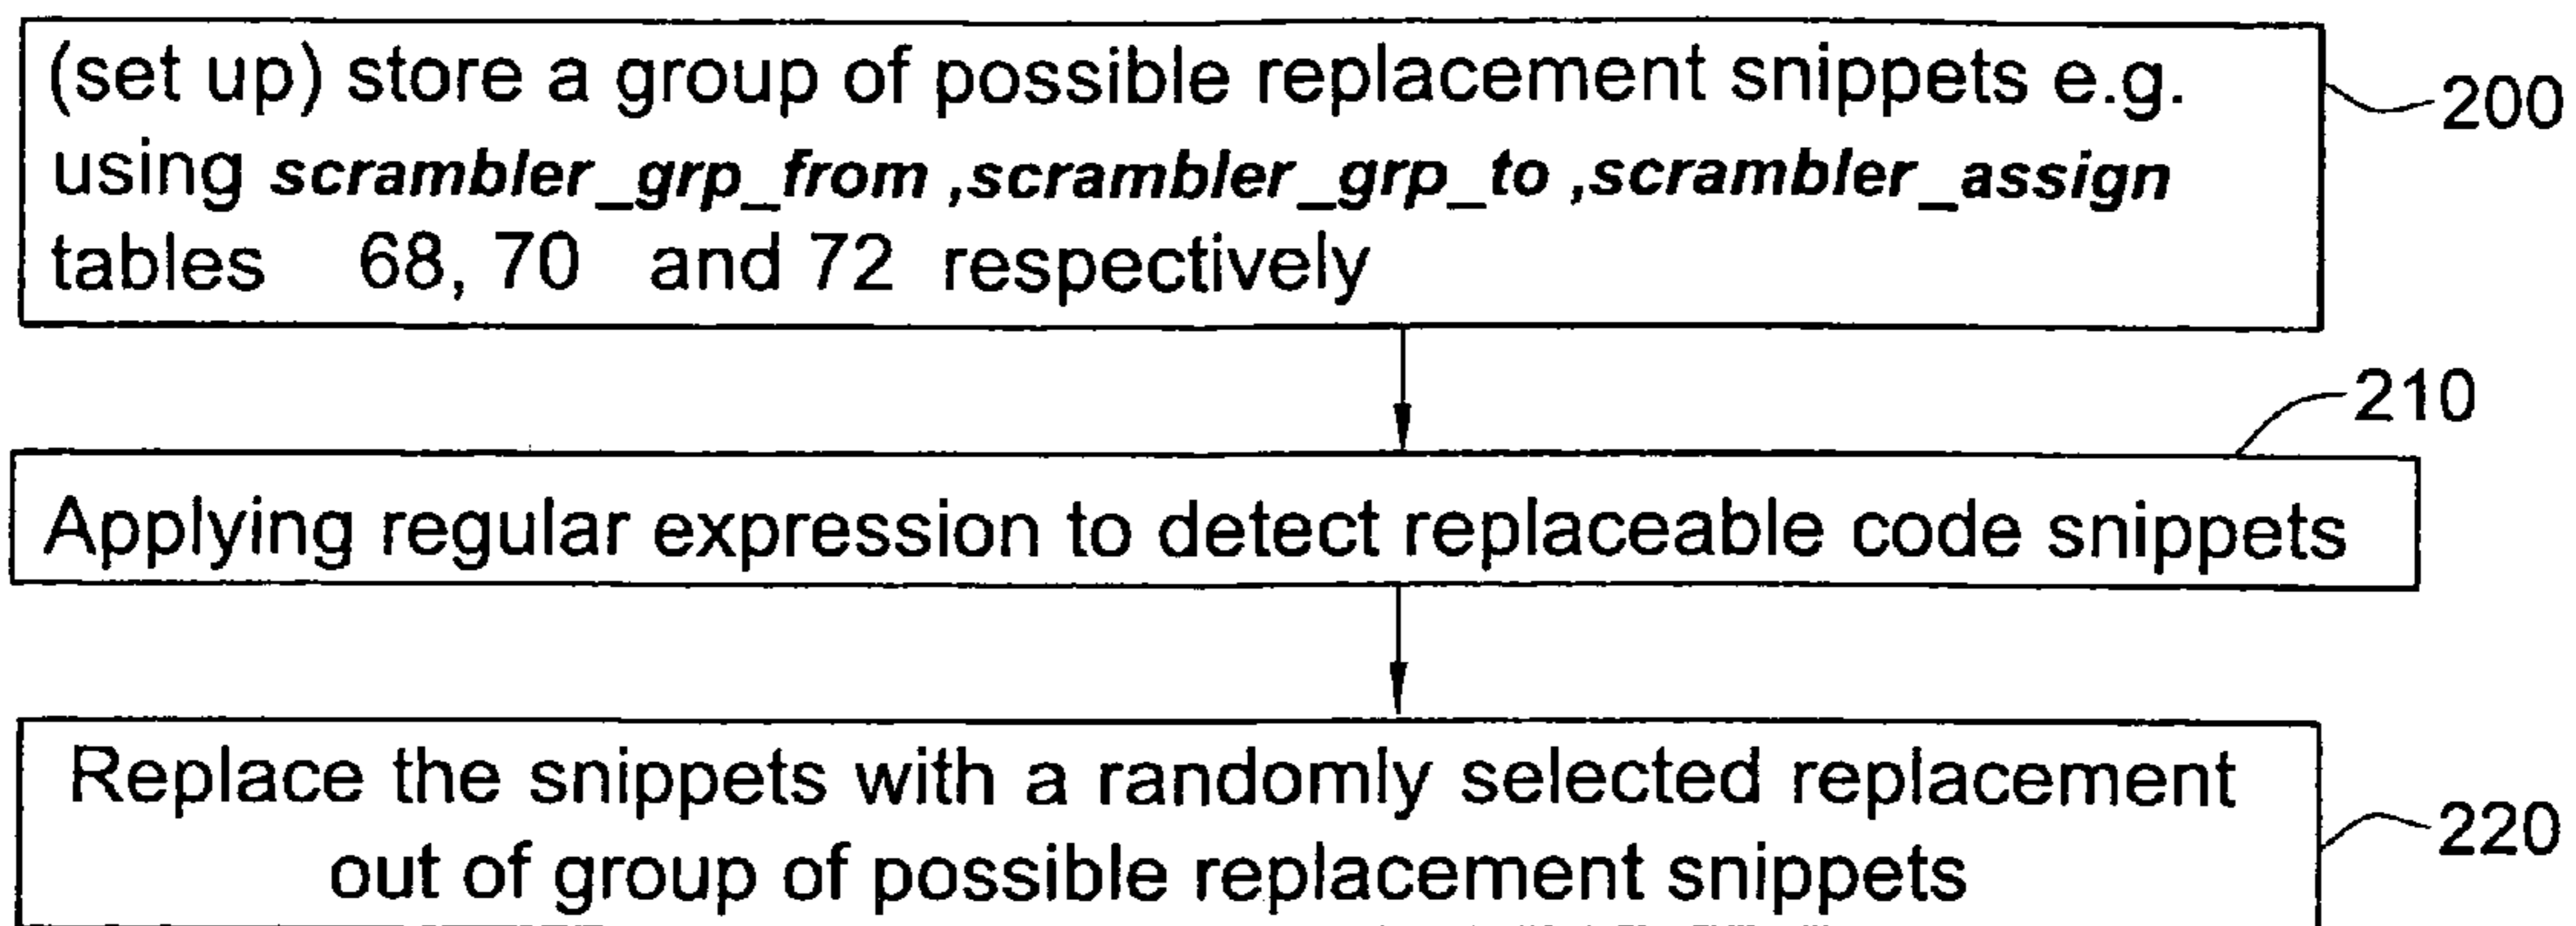 (set up) store a group of possible replacement snippets e.g.
200
using scrambler_grp_from ,scrambler_grp_to ,scrambler_assign
tables 68, 70 and 72 respectively
210
Applying regular expression to detect replaceable code snippets
Replace the snippets with a randomly selected replacement
220
out of group of possible replacement snippets